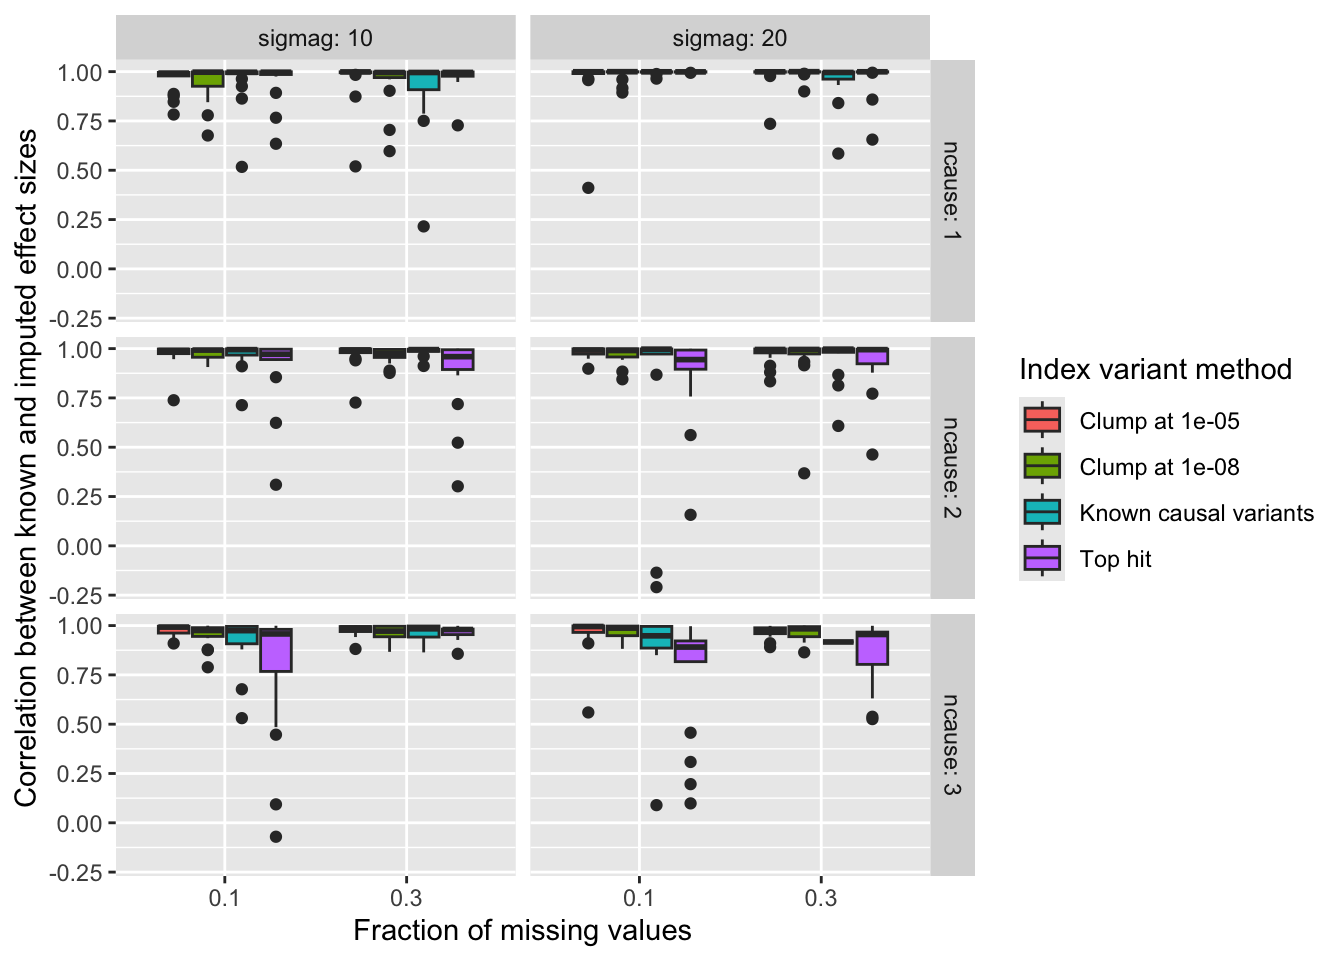 sigmag: 10
sigmag: 20
1.00
0.75
0.50
0.25
0.00
-0.25
ncause: 1
1.00
0.75
0.50
0.25
0.00
-0.25
ncause: 2
1.00
0.75
0.50
0.25
0.00
-0.25
ncause: 3
0.1
0.3
0.1
0.3
Fraction of missing values
Correlation between known and imputed effect sizes
Index variant method
Clump at 1e-05
Clump at 1e-08
Known causal variants
Top hit